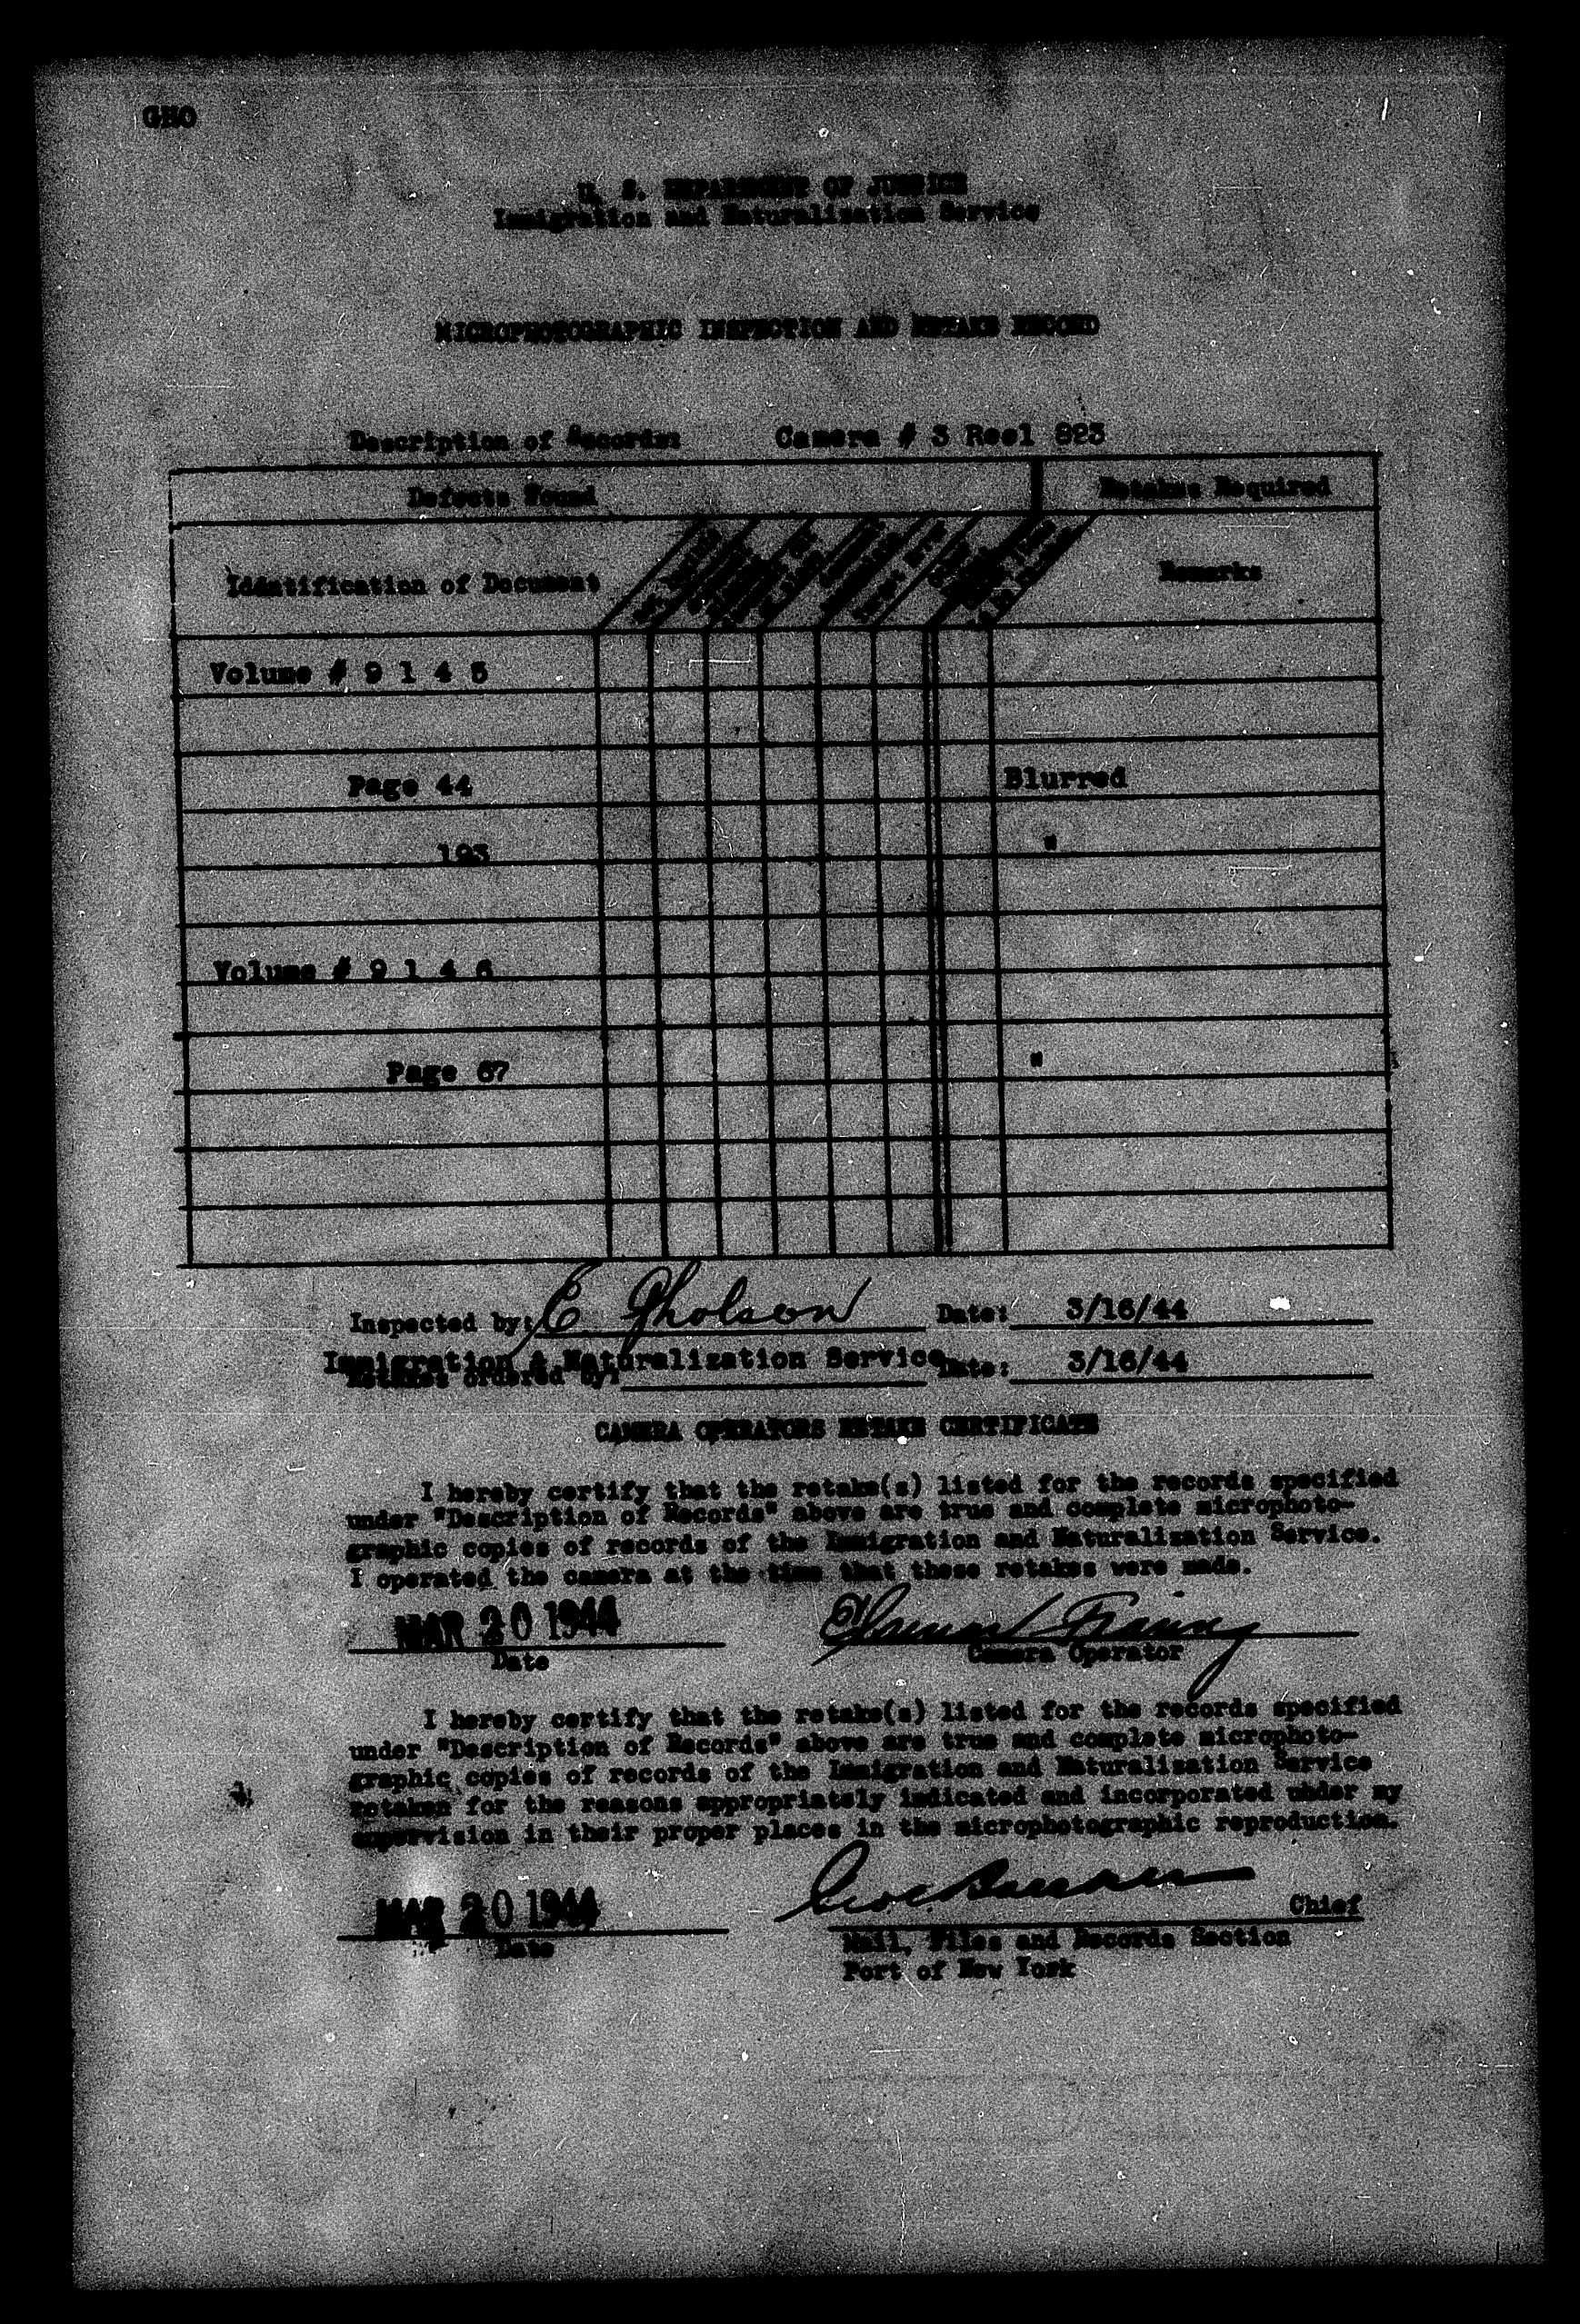 GHO
U. S. DEPARTMENT OF JUSTICE
Immigration and Naturalization Service
MICROPHOTOGRAPHIC INSPECTION AND RETAKE RECORD
Description of Records: Camera # 3 Reel 823
Defects Found Retakes Required
Identification of Document Remarks
Volume # 9 1 4 5
Page 44 Blurred
193 "
Volume # 9 1 4 6
Page 67 "
Inspected by: E Gholson Date: 3/16/44
Immigration & Naturalization Service
Retakes ordered by: Date: 3/16/44
CAMERA OPERATORS RETAKE CERTIFICATE
I hereby certify that the retake(s) listed for the records specified
under "Description of Records" above are true and complete microphoto-
graphic copies of records of the Immigration and Naturalization Service.
I operated the camera at the time that these retakes were made.
MAR 20 1944
Date Camera Operator
I hereby certify that the retake(s) listed for the records specified
under "Description of Records" above are true and complete microphoto-
graphic copies of records of the Immigration and Naturalization Service
retaken for the reasons appropriately indicated and incorporated under my
supervision in their proper places in the microphotographic reproduction.
MAR 20 1944 Chief
Date Mail, Files and Records Section
Port of New York